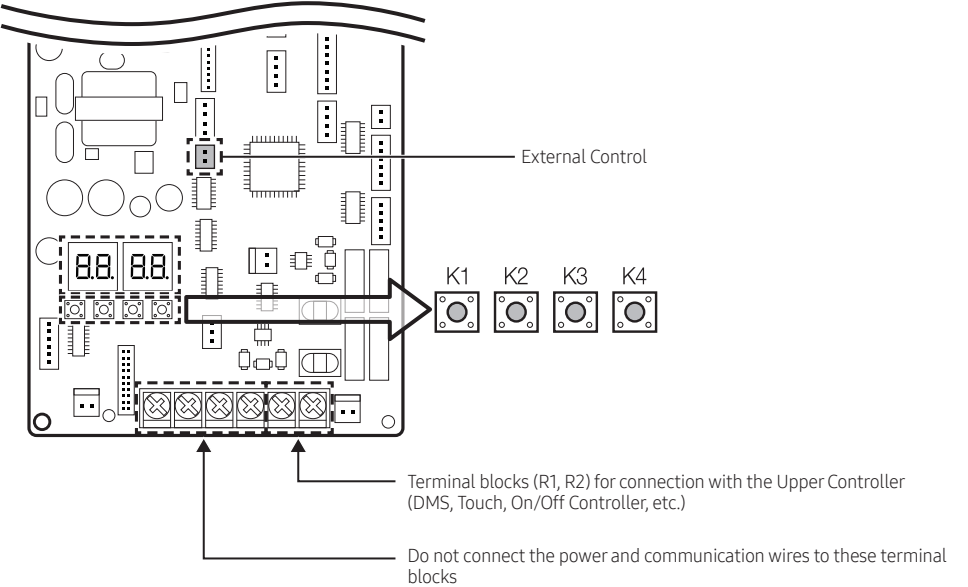 External Control
88. 88.
K1 K2 K3 K4
Terminal blocks (R1, R2) for connection with the Upper Controller
(DMS, Touch, On/Off Controller, etc.)
Do not connect the power and communication wires to these terminal
blocks